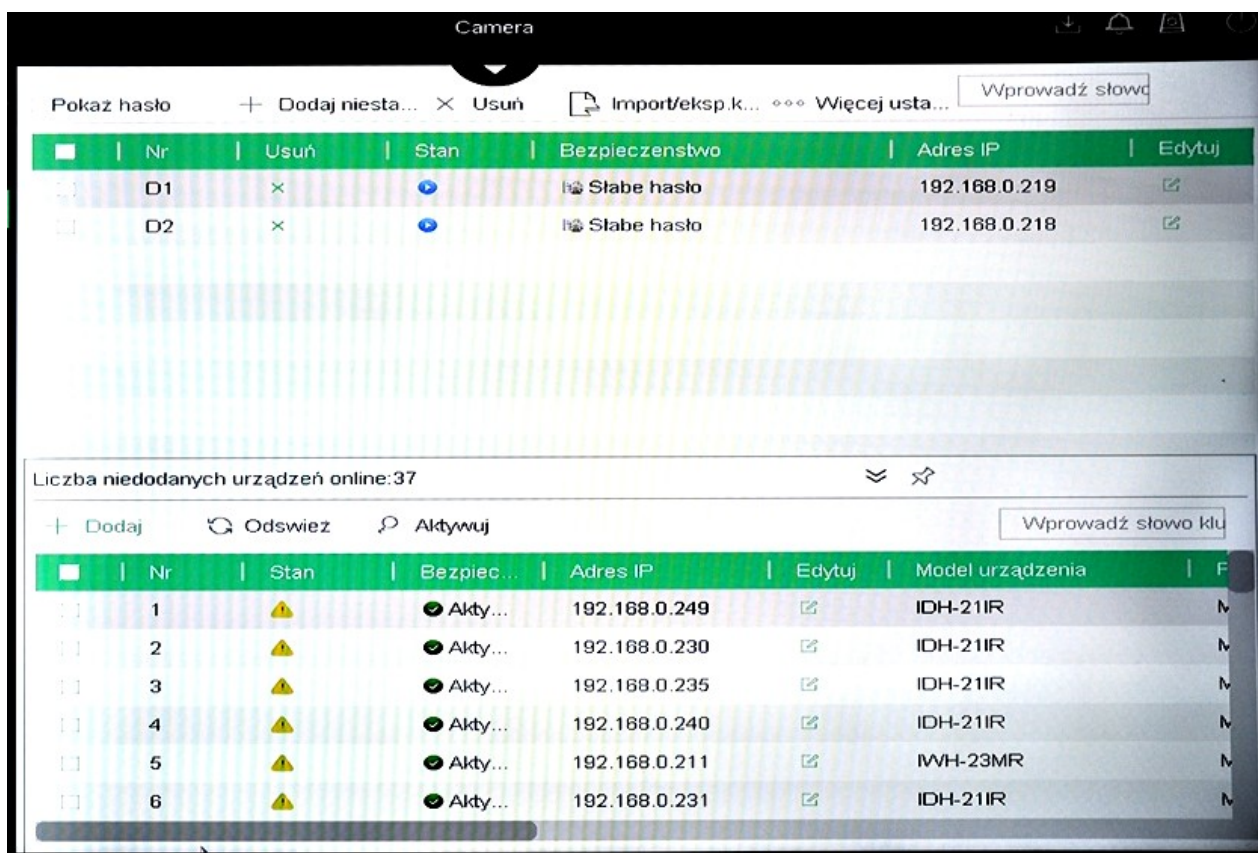 Camera
Pokaż hasło + Dodaj niesta... × Usuń Import/eksp.k... ∘∘∘ Więcej usta... Wprowadź słowo
Nr Usuń Stan Bezpieczenstwo Adres IP Edytuj
D1 × Słabe hasło 192.168.0.219
D2 × Słabe hasło 192.168.0.218
Liczba niedodanych urządzeń online:37
+ Dodaj Odswież Aktywuj Wprowadź słowo klu
Nr Stan Bezpiec... Adres IP Edytuj Model urządzenia F
1 Akty... 192.168.0.249 IDH-21IR
2 Akty... 192.168.0.230 IDH-21IR
3 Akty... 192.168.0.235 IDH-21IR
4 Akty... 192.168.0.240 IDH-21IR
5 Akty... 192.168.0.211 IWH-23MR
6 Akty... 192.168.0.231 IDH-21IR